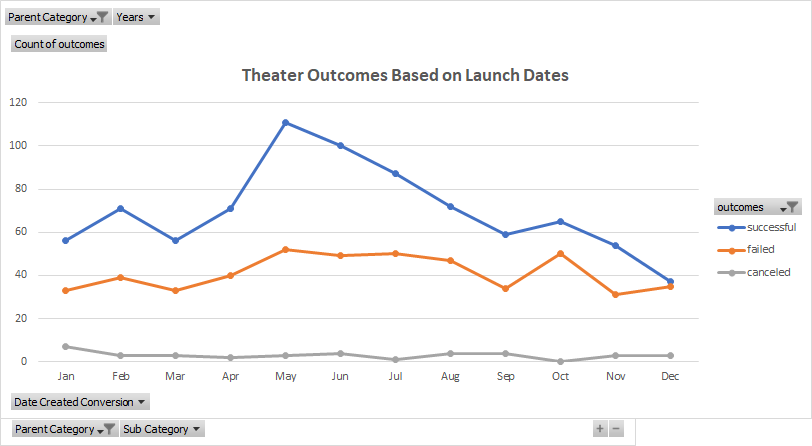 Parent Category Years
Count of outcomes
Theater Outcomes Based on Launch Dates
120
100
80
60
40
20
0
Jan Feb Mar Apr May Jun Jul Aug Sep Oct Nov Dec
outcomes
successful
failed
canceled
Date Created Conversion
Parent Category Sub Category + −